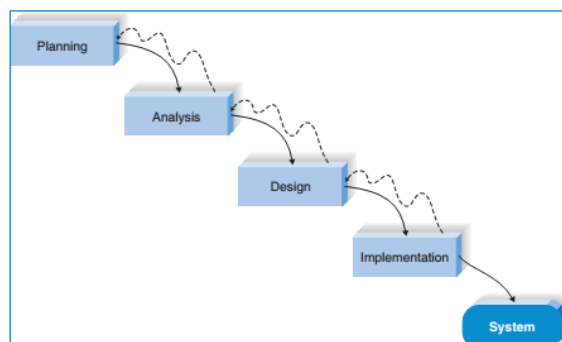 Planning
Analysis
Design
Implementation
System